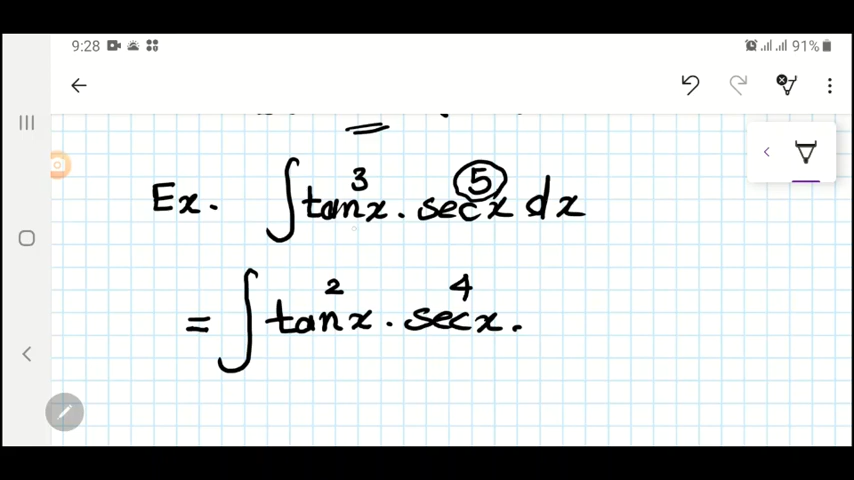 9:28 91%
Ex. ∫ tan³x . sec⁵x dx
= ∫ tan²x . sec⁴x .